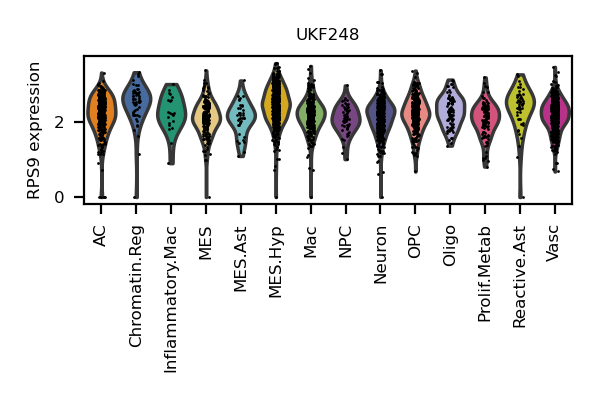 UKF248
RPS9 expression
2
0
AC
Chromatin.Reg
Inflammatory.Mac
MES
MES.Ast
MES.Hyp
Mac
NPC
Neuron
OPC
Oligo
Prolif.Metab
Reactive.Ast
Vasc